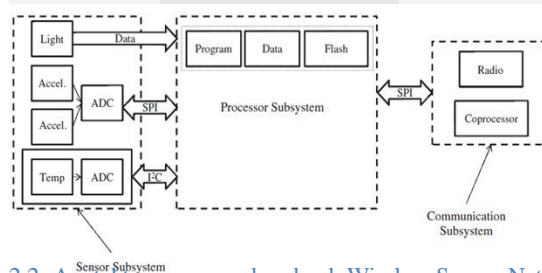 Light
Data
Program
Data
Flash
Accel.
ADC
SPI
Accel.
Processor Subsystem
SPI
Radio
Coprocessor
Temp
ADC
I²C
Communication
Subsystem
Sensor Subsystem